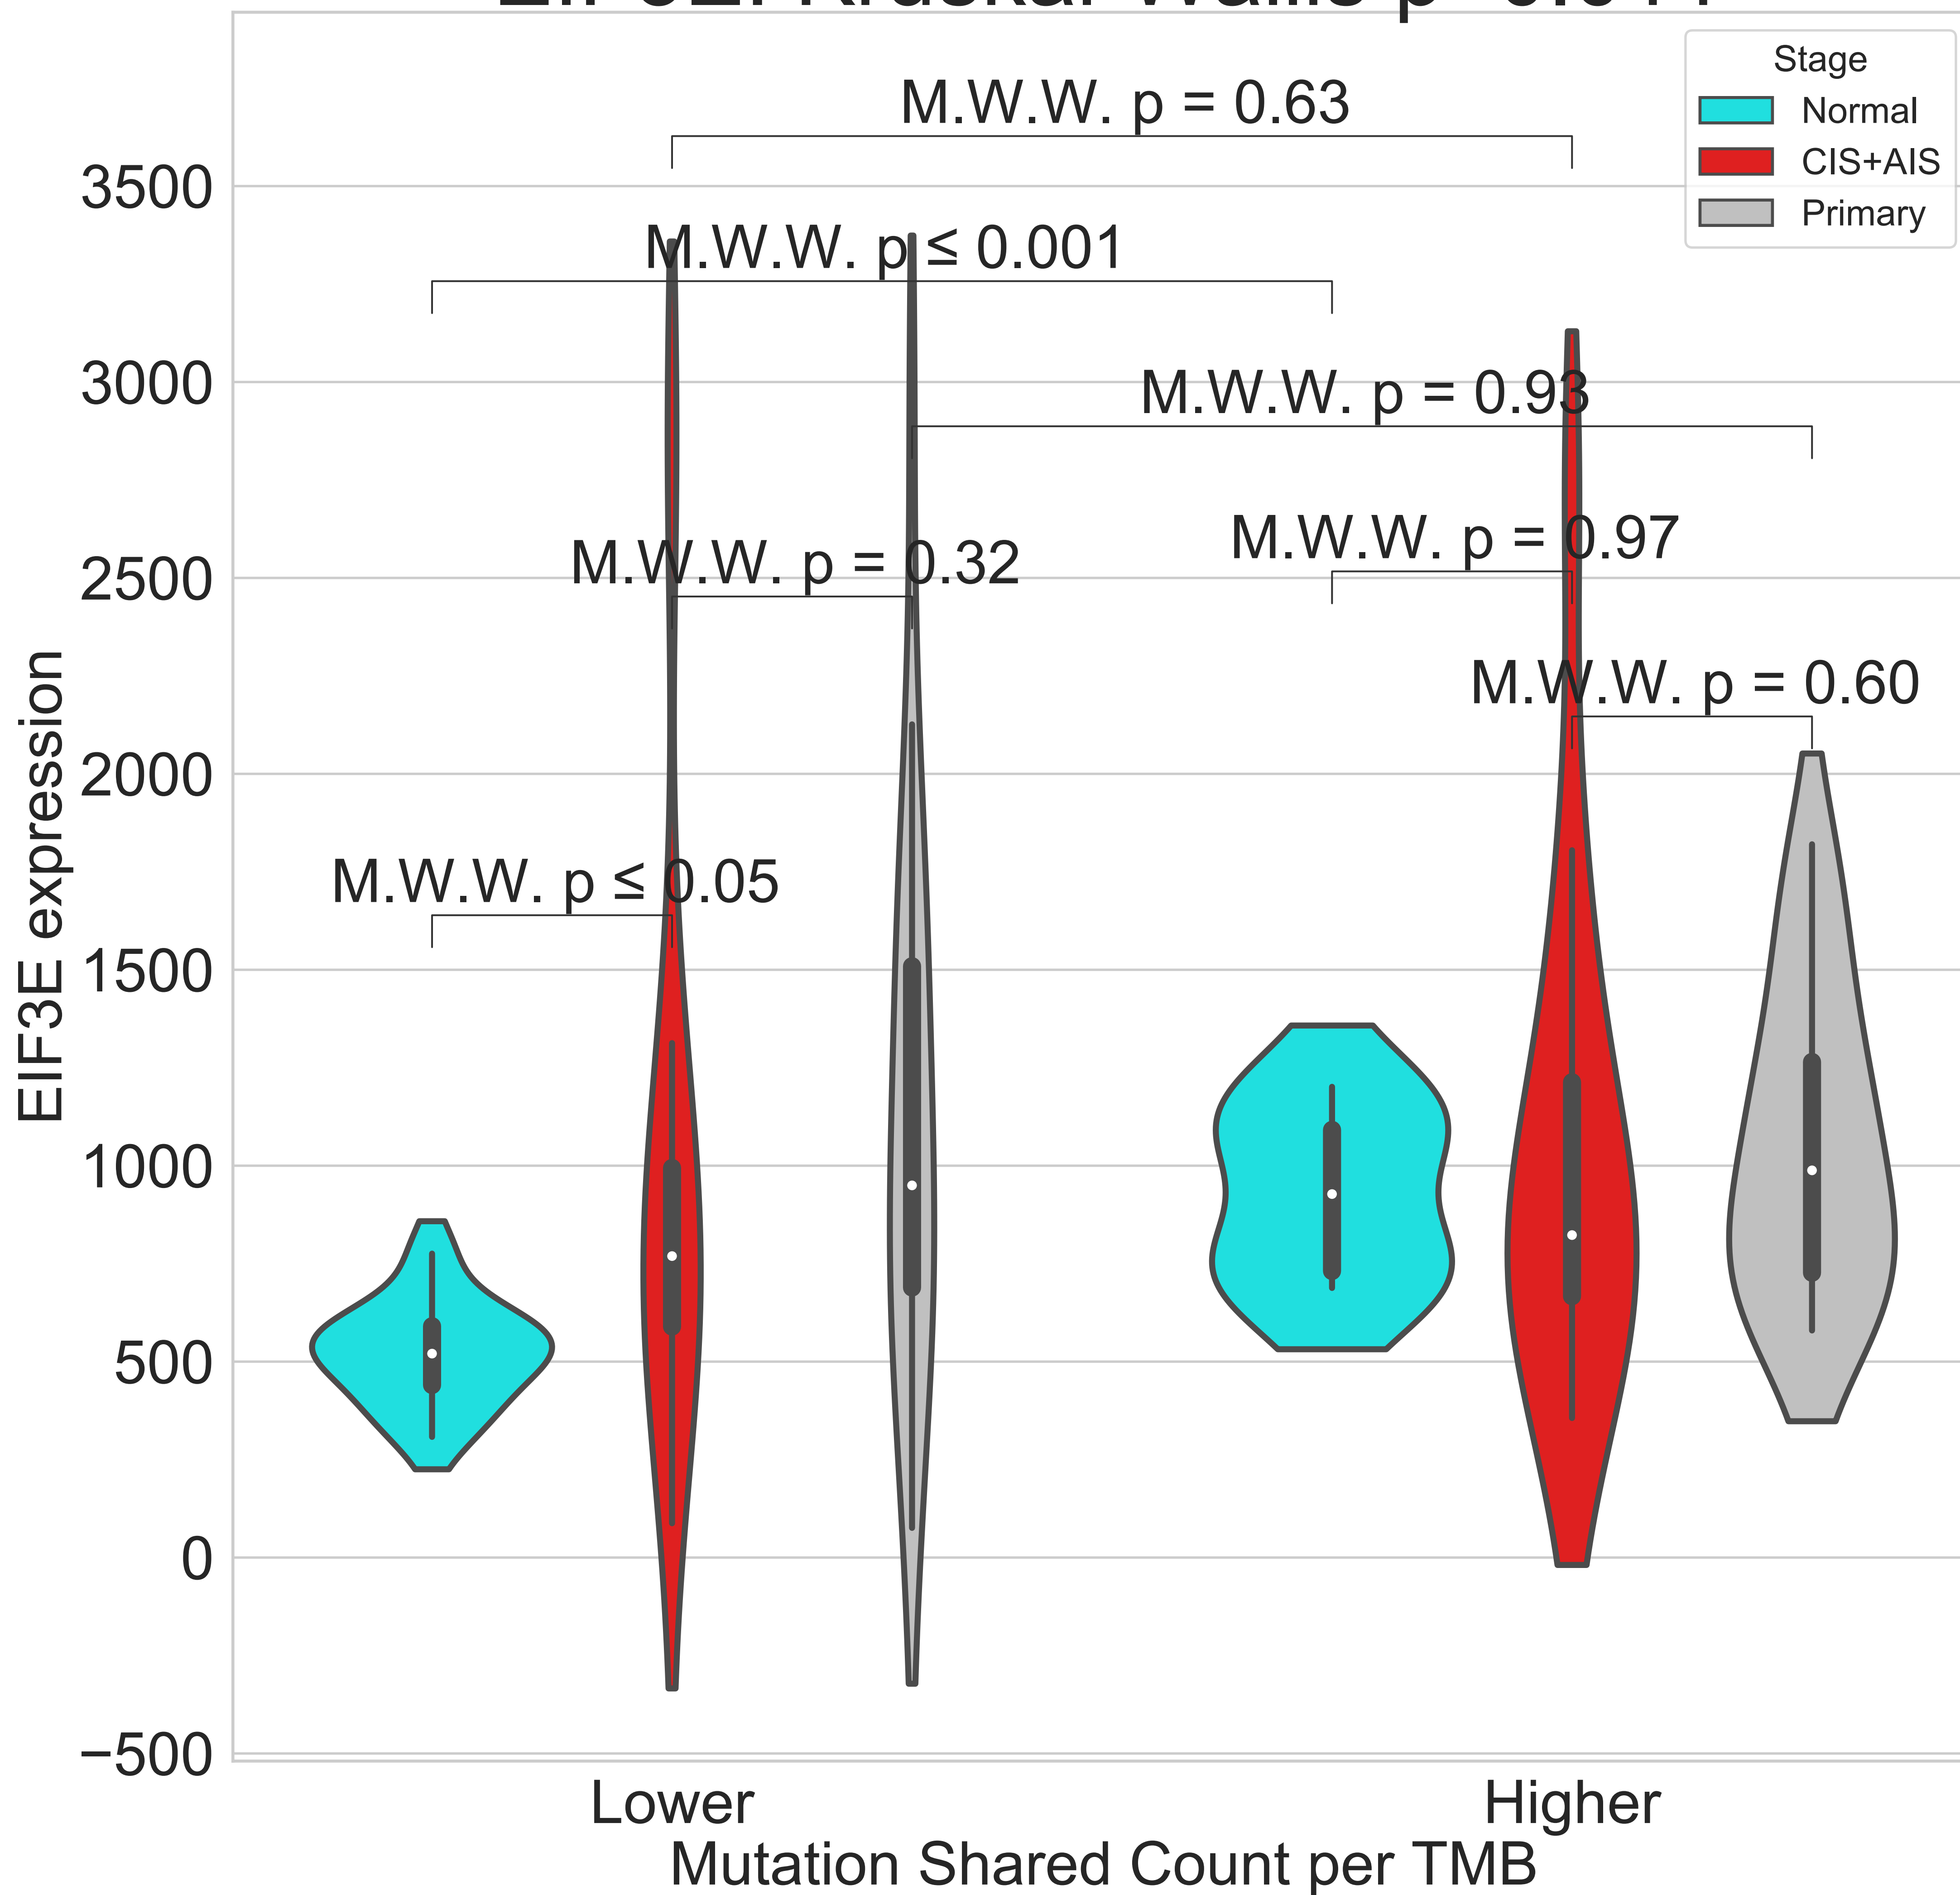 Stage
Normal
CIS+AIS
Primary
M.W.W. p = 0.63
M.W.W. p ≤ 0.001
M.W.W. p = 0.93
M.W.W. p = 0.97
M.W.W. p = 0.32
M.W.W. p = 0.60
M.W.W. p ≤ 0.05
EIF3E expression
3500
3000
2500
2000
1500
1000
500
0
−500
Lower
Higher
Mutation Shared Count per TMB